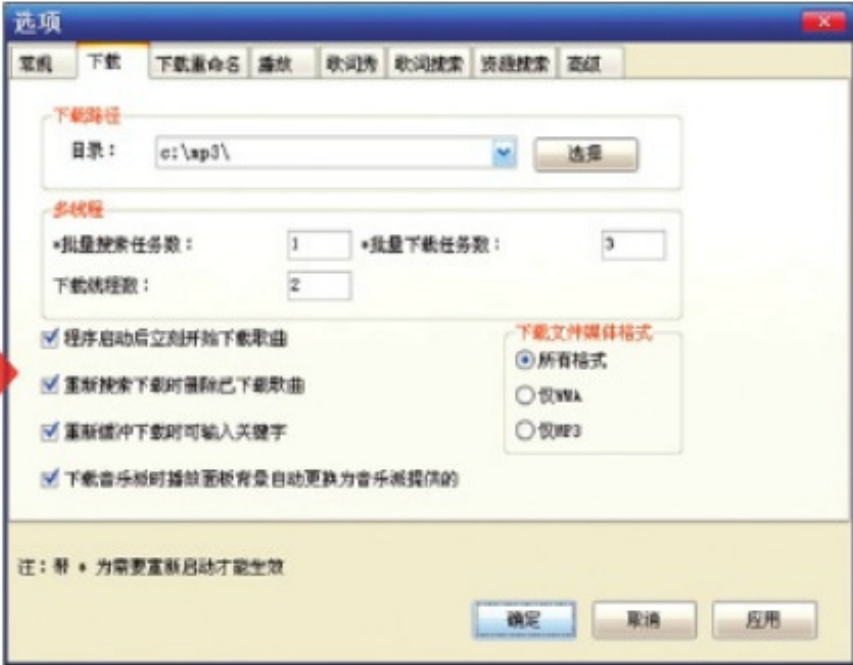 选项
常规 下载 下载重命名 播放 歌词秀 歌词搜索 资源搜索 高级
下载路径
目录： c:\mp3\ 选择
多线程
*批量搜索任务数： 1 *批量下载任务数： 3
下载线程数： 2
程序启动后立刻开始下载歌曲 下载文件媒体格式
所有格式
重新搜索下载时删除已下载歌曲
仅WMA
重新缓冲下载时可输入关键字 仅MP3
下载音乐派时播放面板背景自动更换为音乐派提供的
注：带 * 为需要重新启动才能生效
确定 取消 应用